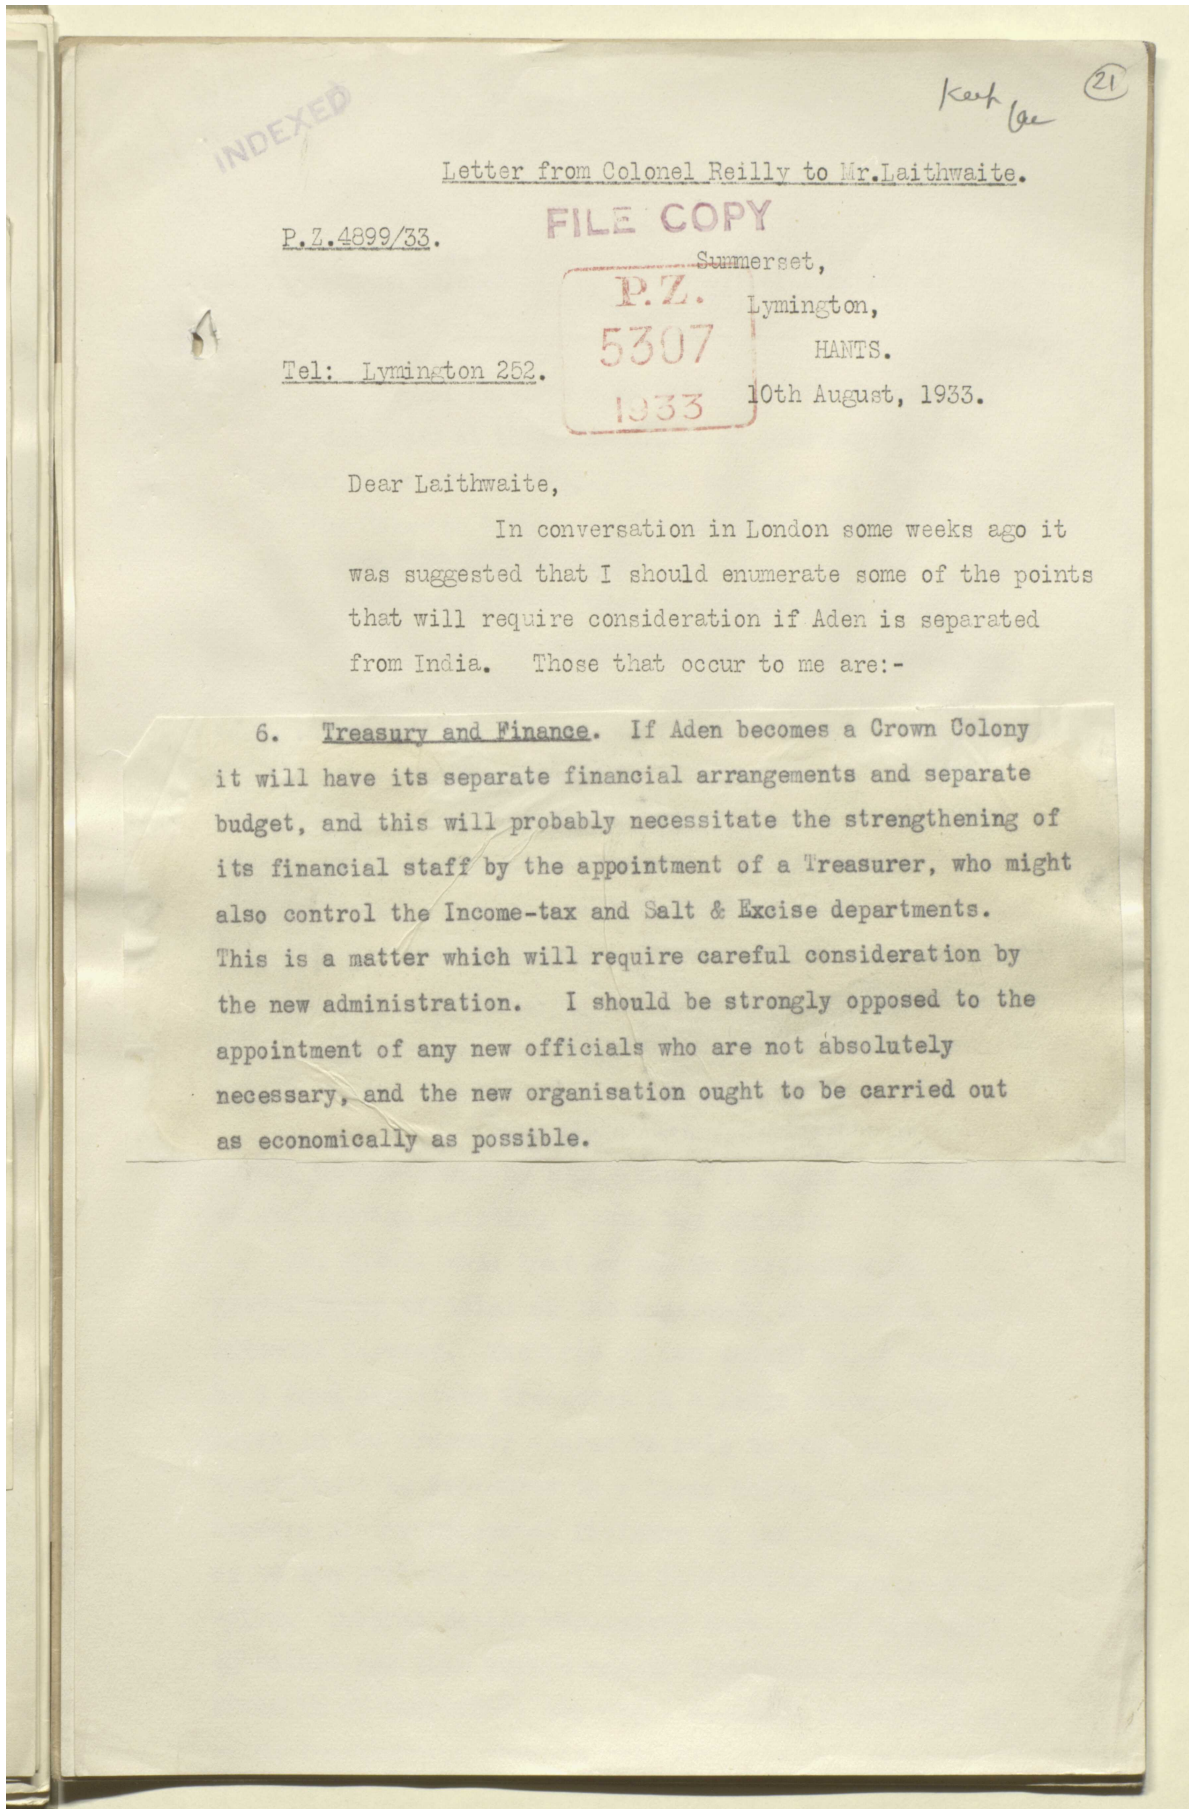 Keep
21
INDEXED
Letter from Colonel Reilly to Mr.Laithwaite.
FILE COPY
P.Z.4899/33.
Summerset,
P.Z.
Lymington,
5307
HANTS.
Tel: Lymington 252.
1933
10th August, 1933.
Dear Laithwaite,
In conversation in London some weeks ago it
was suggested that I should enumerate some of the points
that will require consideration if Aden is separated
from India. Those that occur to me are:-
6. Treasury and Finance. If Aden becomes a Crown Colony
it will have its separate financial arrangements and separate
budget, and this will probably necessitate the strengthening of
its financial staff by the appointment of a Treasurer, who might
also control the Income-tax and Salt & Excise departments.
This is a matter which will require careful consideration by
the new administration. I should be strongly opposed to the
appointment of any new officials who are not absolutely
necessary, and the new organisation ought to be carried out
as economically as possible.